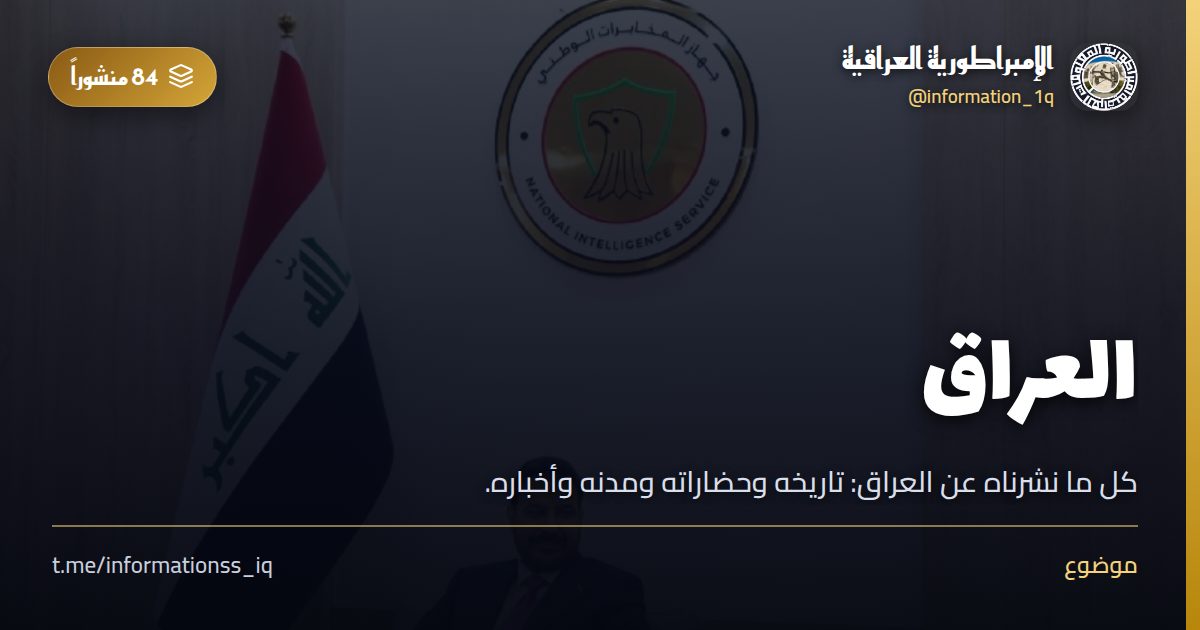 الإمبراطورية العراقية
@information_1q
84 منشوراً
جهاز المخابرات الوطني
NATIONAL INTELLIGENCE SERVICE
الله اكبر
العراق
كل ما نشرناه عن العراق: تاريخه وحضاراته ومدنه وأخباره.
موضوع
t.me/informationss_iq